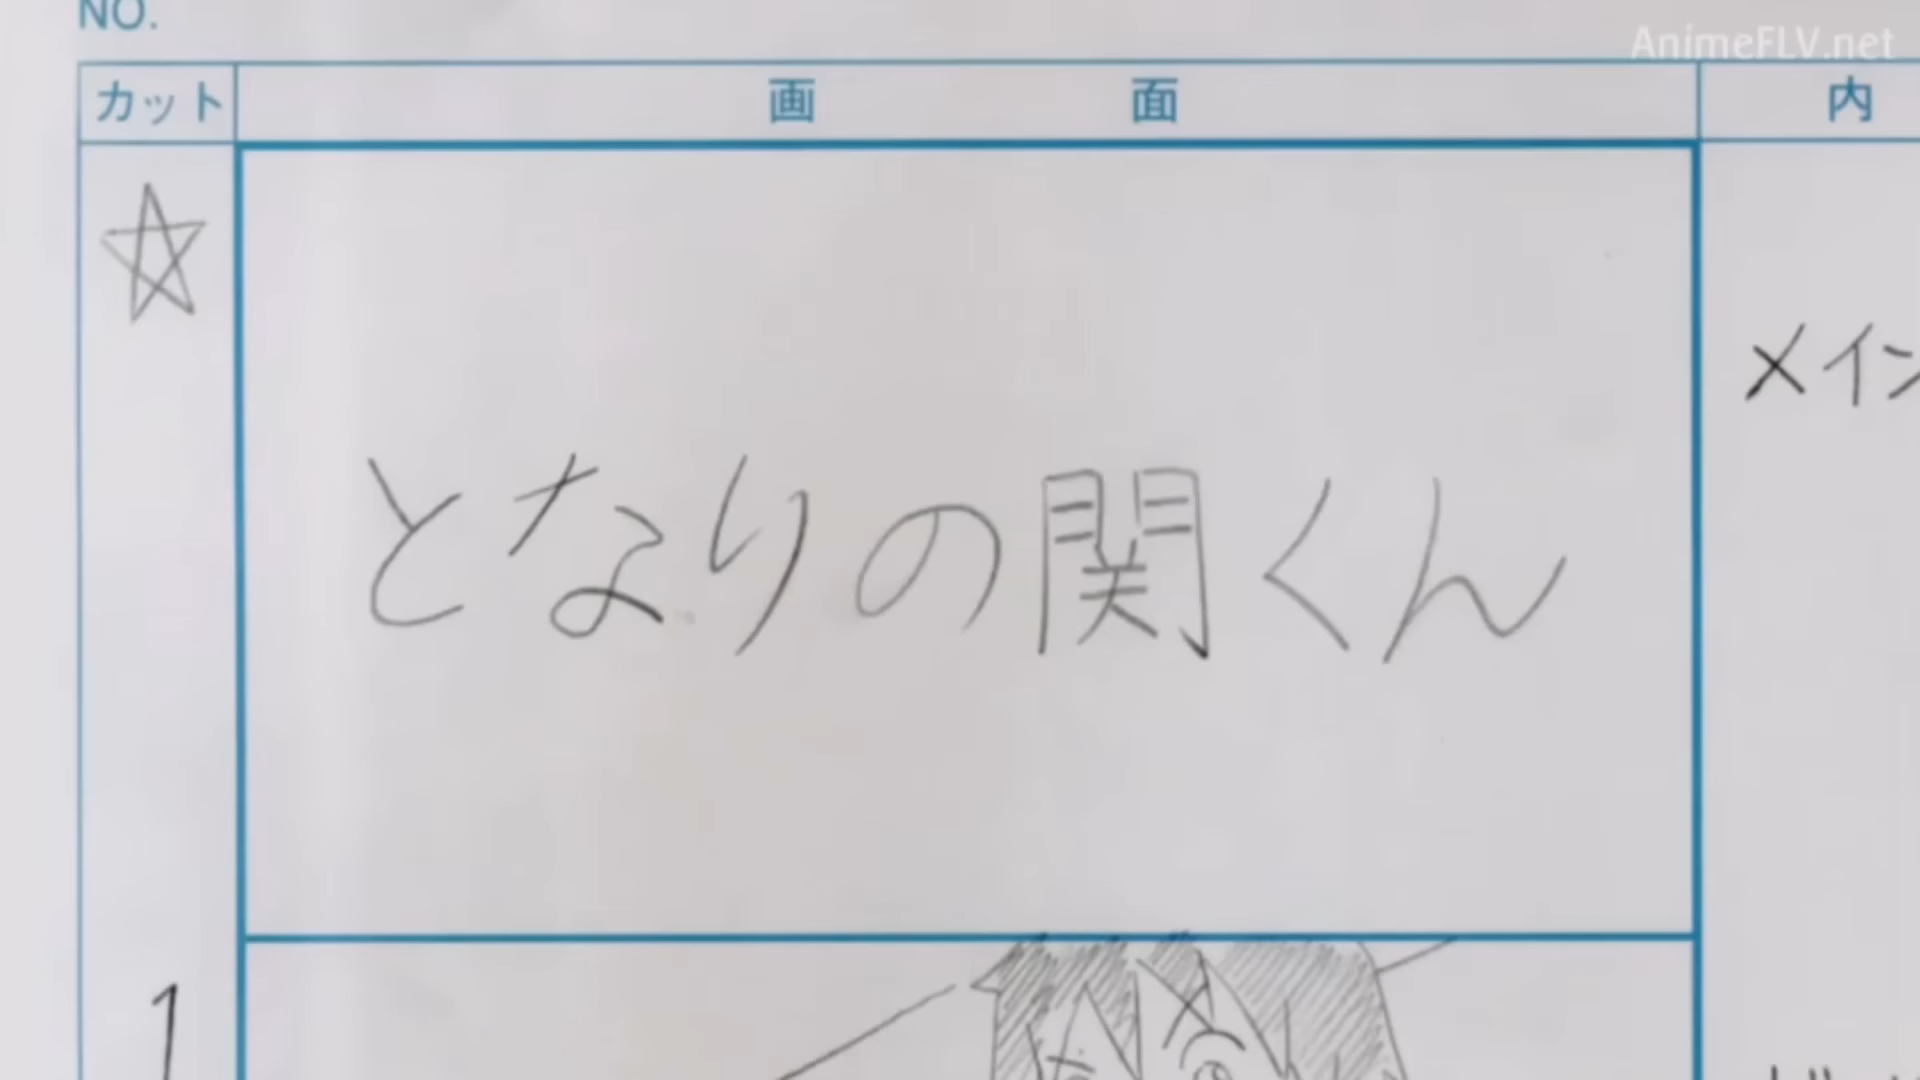 NO.
AnimeFLV.net
カット 画 面 内
となりの関くん
メイン
1